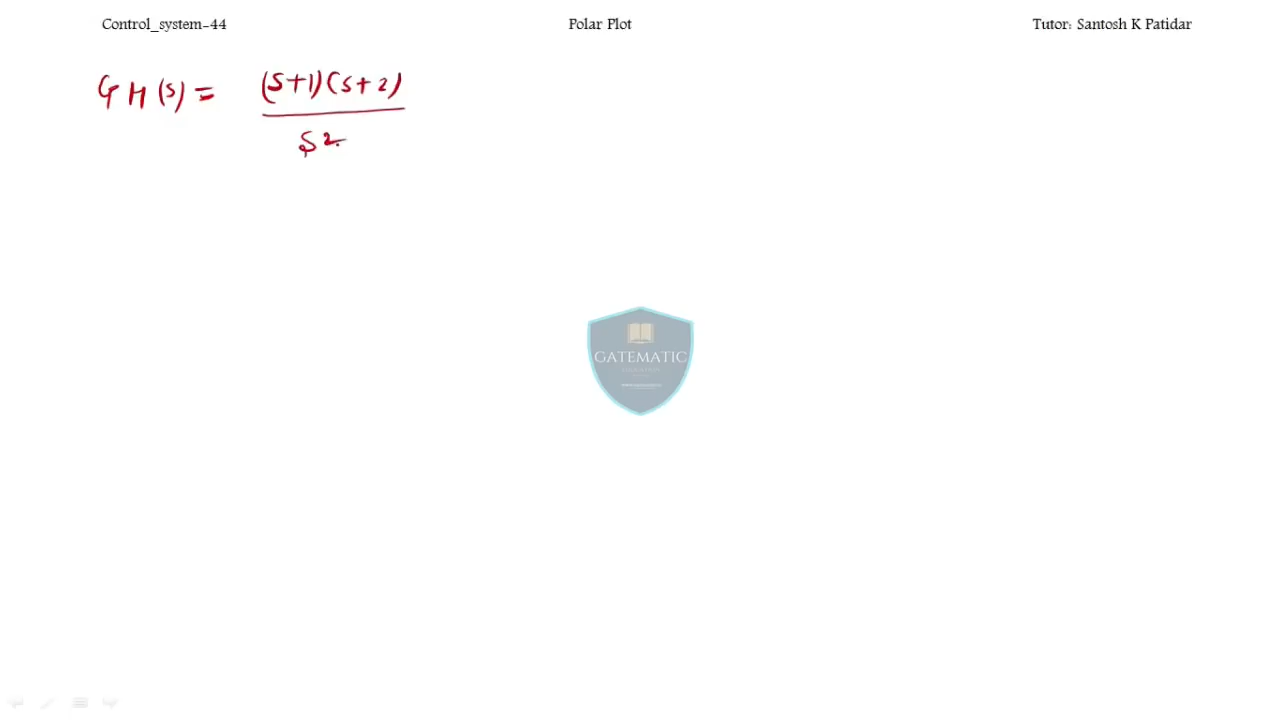 Control_system-44 Polar Plot Tutor: Santosh K Patidar
GH(s) = (s+1)(s+2)
s2
GATEMATIC